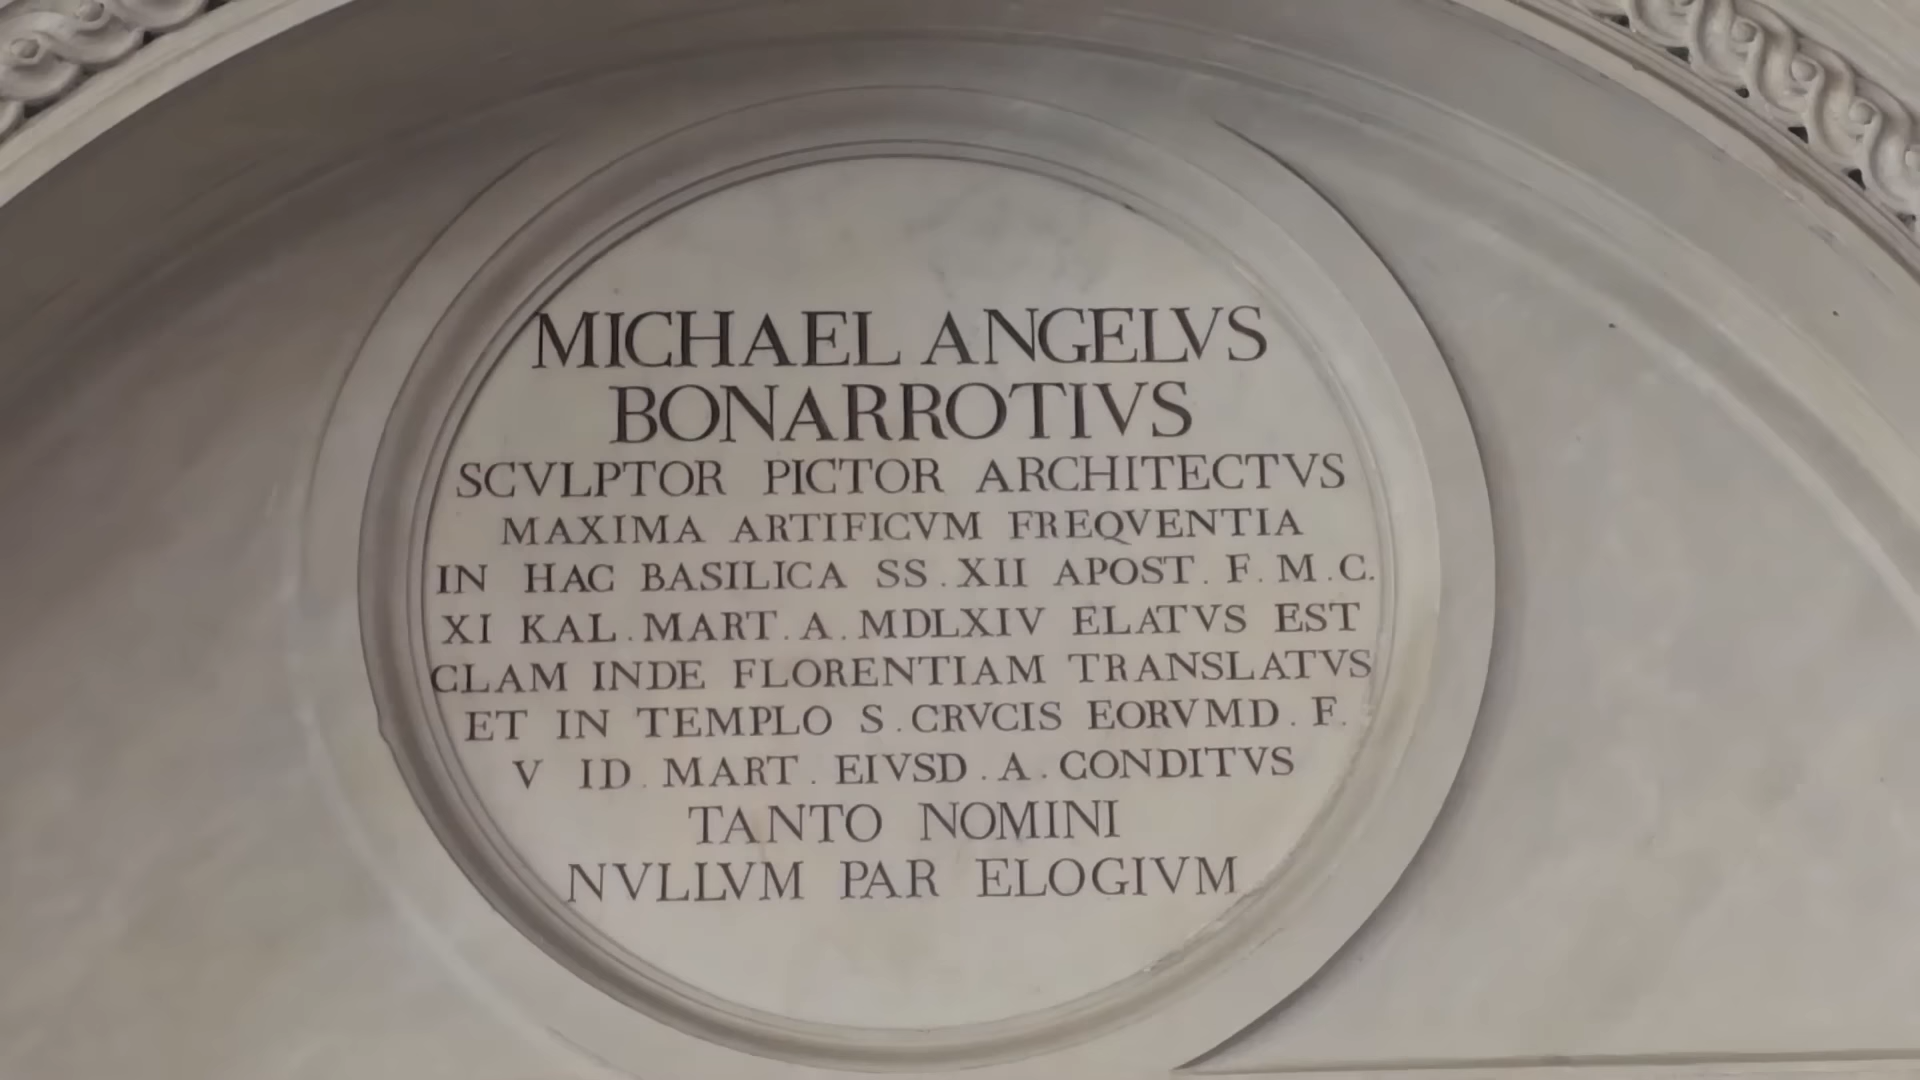 MICHAEL ANGELVS
BONARROTIVS
SCVLPTOR PICTOR ARCHITECTVS
MAXIMA ARTIFICVM FREQVENTIA
IN HAC BASILICA SS . XII APOST . F . M . C .
XI KAL . MART . A . MDLXIV ELATVS EST
CLAM INDE FLORENTIAM TRANSLATVS
ET IN TEMPLO S . CRVCIS EORVMD . F .
V ID . MART . EIVSD . A . CONDITVS
TANTO NOMINI
NVLLVM PAR ELOGIVM